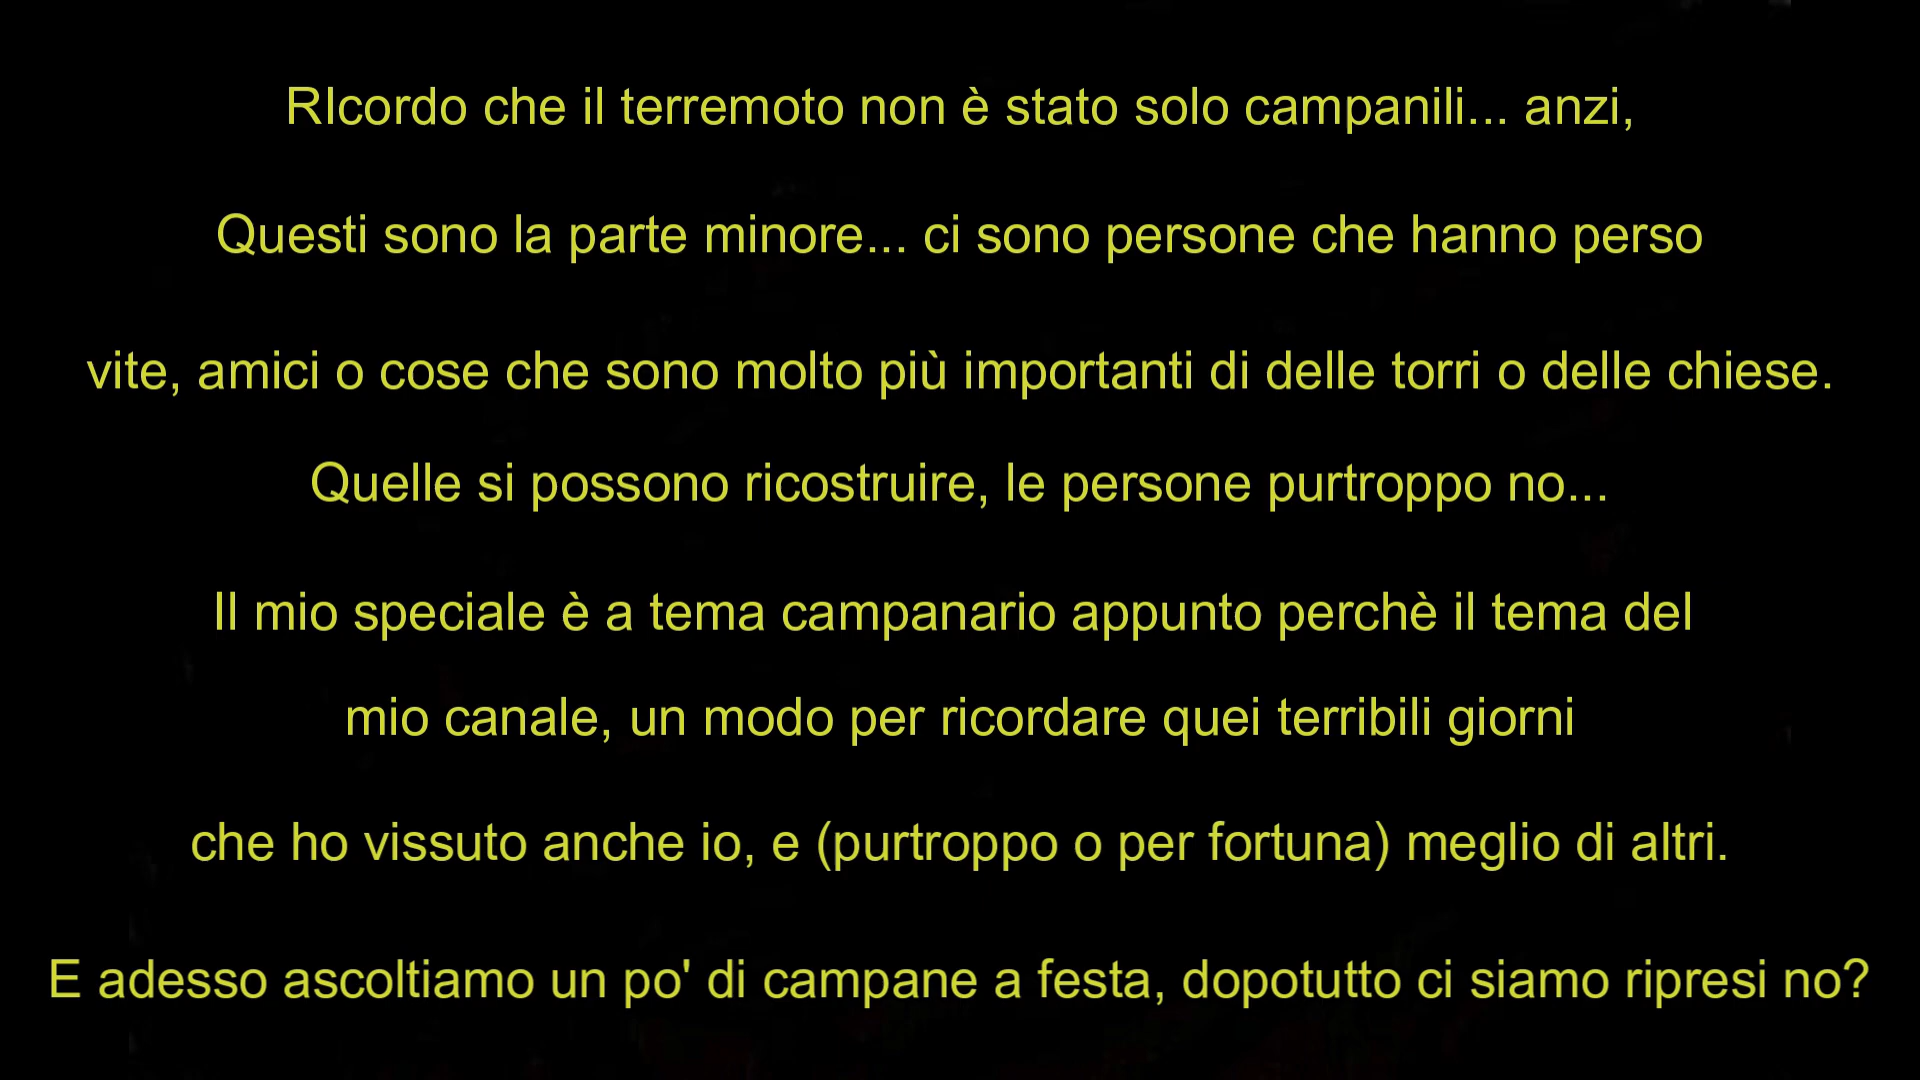 RIcordo che il terremoto non è stato solo campanili... anzi,
Questi sono la parte minore... ci sono persone che hanno perso
vite, amici o cose che sono molto più importanti di delle torri o delle chiese.
Quelle si possono ricostruire, le persone purtroppo no...
Il mio speciale è a tema campanario appunto perchè il tema del
mio canale, un modo per ricordare quei terribili giorni
che ho vissuto anche io, e (purtroppo o per fortuna) meglio di altri.
E adesso ascoltiamo un po' di campane a festa, dopotutto ci siamo ripresi no?